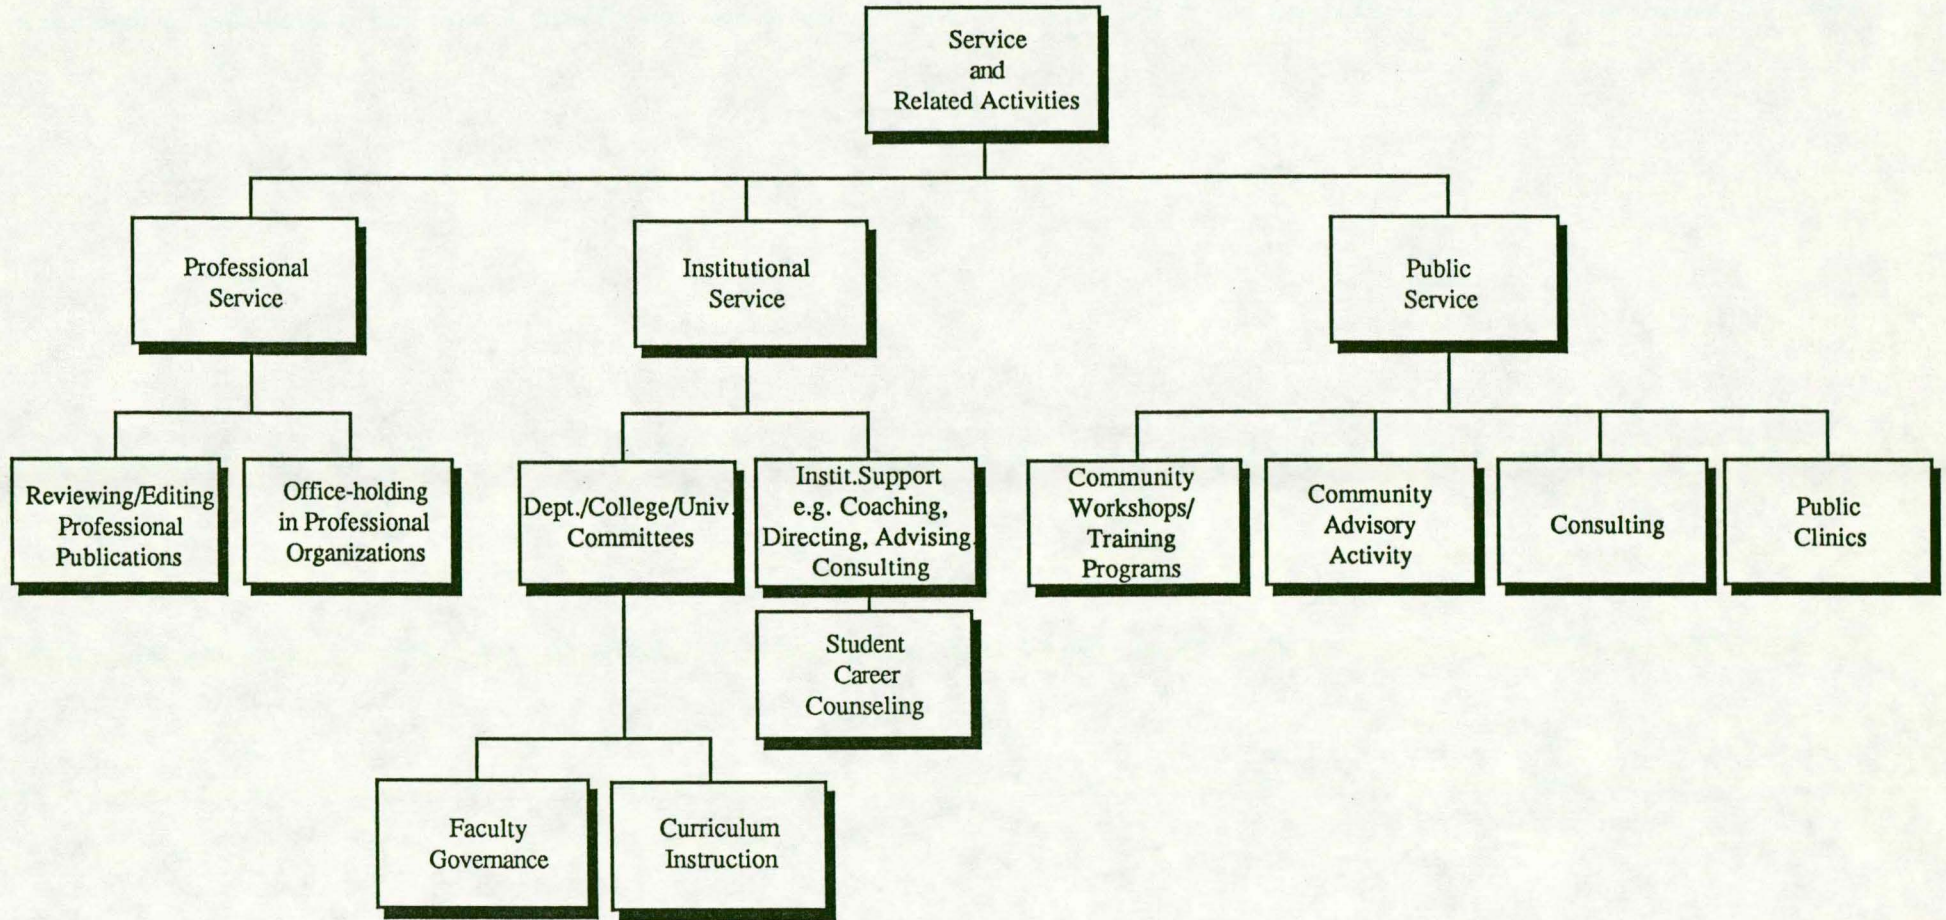 Service
and
Related Activities
Professional
Service
Institutional
Service
Public
Service
Reviewing/Editing
Professional
Publications
Office-holding
in Professional
Organizations
Dept./College/Univ.
Committees
Instit.Support
e.g. Coaching,
Directing, Advising,
Consulting
Community
Workshops/
Training
Programs
Community
Advisory
Activity
Consulting
Public
Clinics
Student
Career
Counseling
Faculty
Governance
Curriculum
Instruction